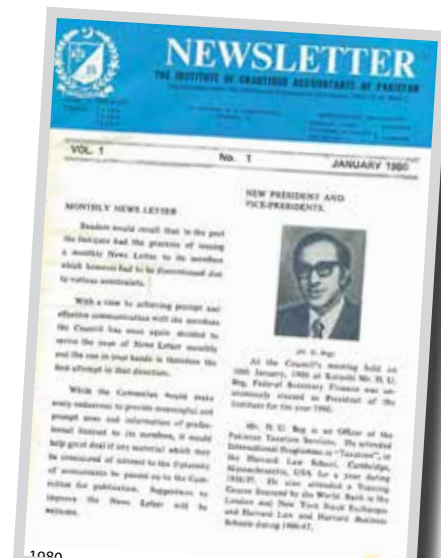 NEWSLETTER
THE INSTITUTE OF CHARTERED ACCOUNTANTS OF PAKISTAN
VOL. 1
No. 1
JANUARY 1980
MONTHLY NEWS LETTER
Readers would recall that in the past
the Institute had the practice of issuing
a monthly News Letter to its members
which however had to be discontinued due
to various constraints.
With a view to achieving prompt and
effective communication with the members
the Council has once again decided to
revive the issue of News Letter monthly
and the one in your hands is therefore the
first attempt in that direction.
While the Committee would make
every endeavour to provide meaningful and
prompt news and information of profes-
sional interest to its members, it would
help great deal if any material which may
be considered of interest to the fraternity
of accountants be passed on to the Com-
mittee for publication. Suggestions to
improve the News Letter will be
welcome.
NEW PRESIDENT AND
VICE-PRESIDENTS.
At the Council's meeting held on
January, 1980 at Karachi Mr. H. U.
Beg, Federal Secretary Finance was un-
animously elected as President of the
Institute for the year 1980.
Mr. H. U. Beg is an Officer of the
Pakistan Taxation Services. He attended
International Programme in "Taxation", at
the Harvard Law School, Cambridge,
Massachusetts, USA for a year during
1956/57. He also attended a Training
Course financed by the World Bank in the
London and New York Stock Exchanges
and Harvard Law and Harvard Business
Schools during 1966-67.
1980